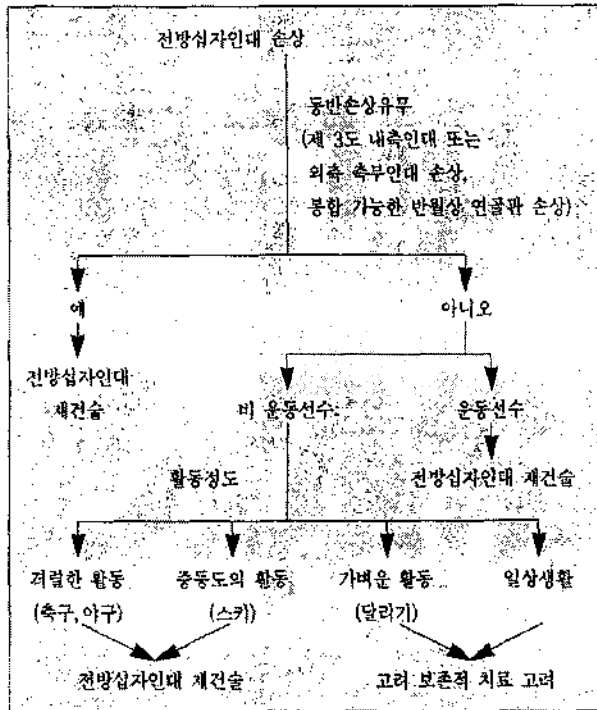 전방십자인대 손상
동반손상유무
(제 3도 내측인대 또는
외측 측부인대 손상,
봉합 가능한 반월상 연골판 손상)
예
아니오
전방십자인대
재건술
비 운동선수
운동선수
활동정도
전방십자인대 재건술
격렬한 활동
중등도의 활동
가벼운 활동
일상생활
(축구,야구)
(스키)
(달리기)
전방십자인대 재건술
고려 보존적 치료 고려